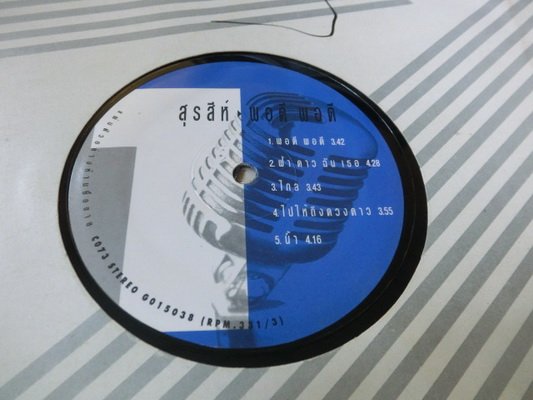 สุรสีห์ • พอดี พอดี
1. พอดี พอดี 3.42
2. ฟ้า ดาว ฉัน เธอ 4.28
3. ไกล 3.43
4. ไปให้ถึงดวงดาว 3.55
5. น้ำ 4.16
1
C073 STEREO G015038 (RPM.331/3)